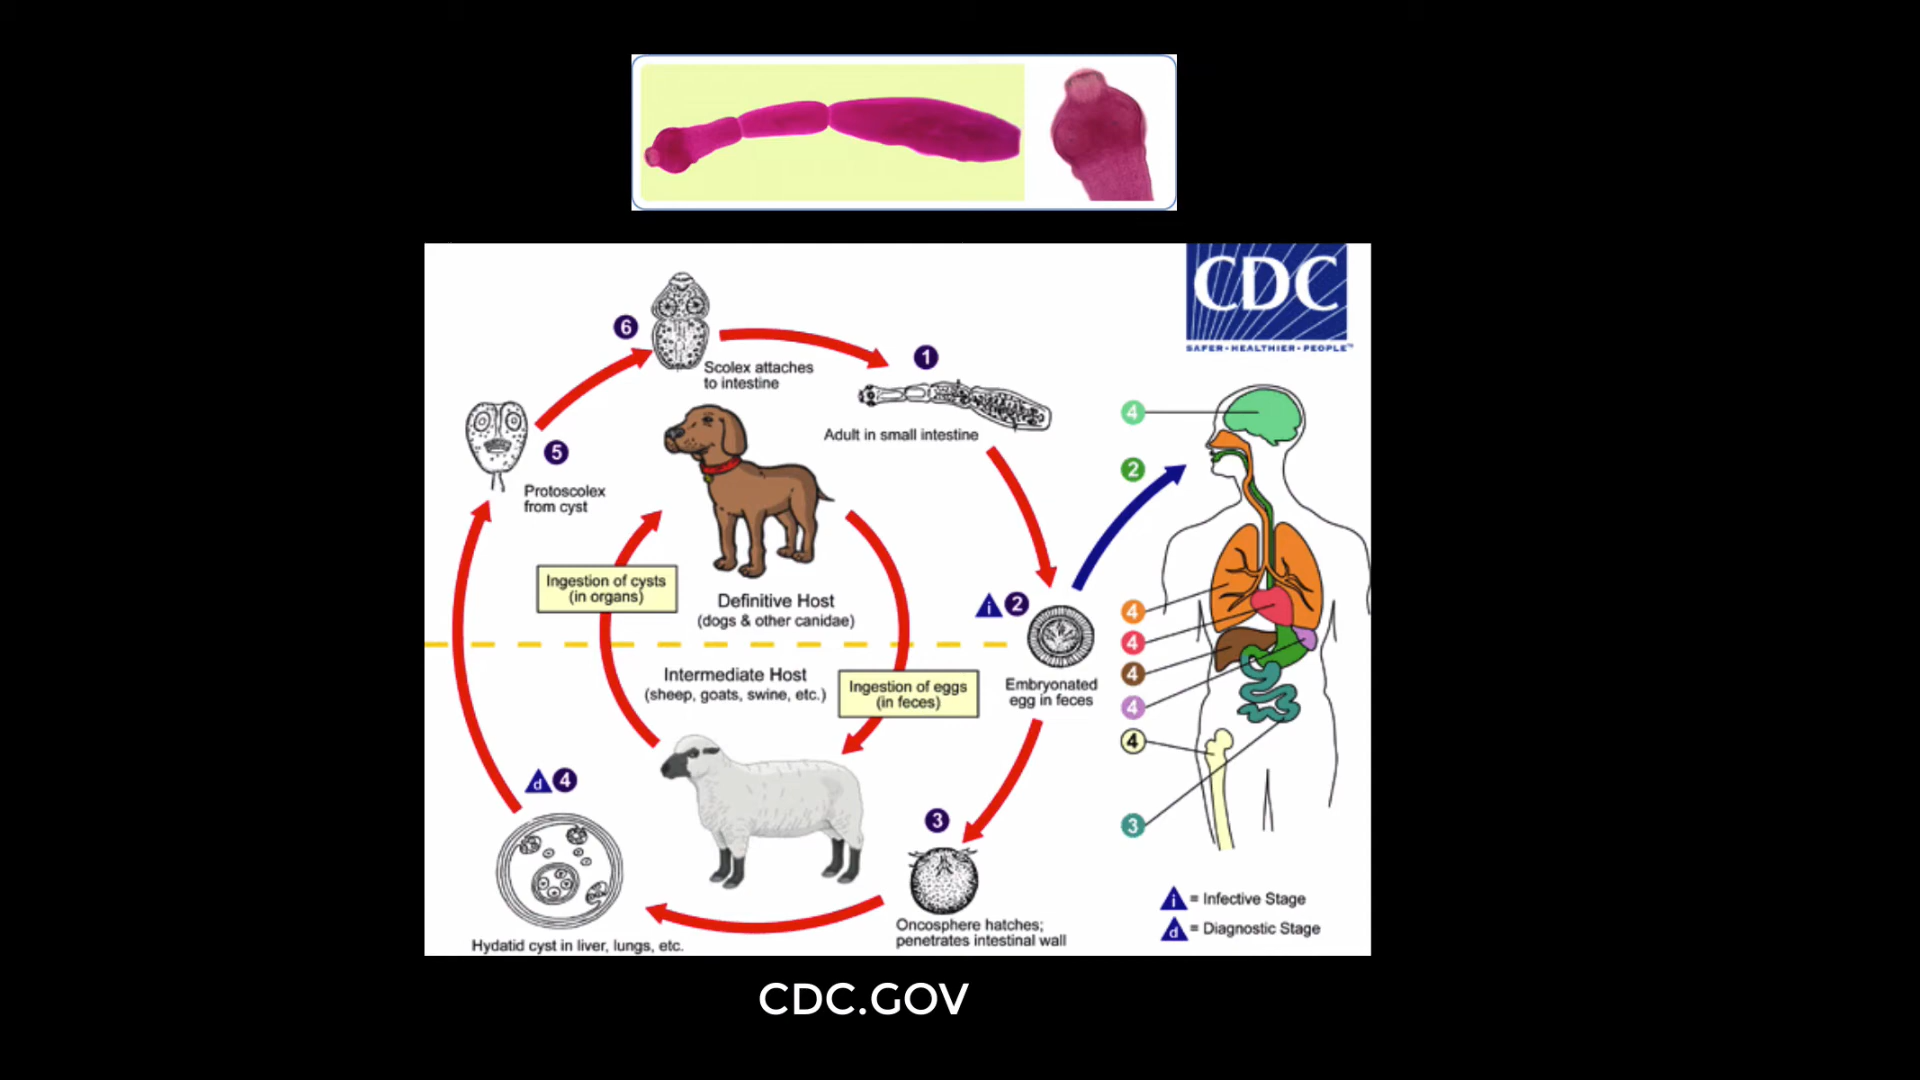 CDC
SAFER • HEALTHIER • PEOPLE™
6
Scolex attaches
to intestine
1
Adult in small intestine
5
Protoscolex
from cyst
4
2
Ingestion of cysts
(in organs)
Definitive Host
(dogs & other canidae)
i 2
Embryonated
egg in feces
Intermediate Host
(sheep, goats, swine, etc.)
Ingestion of eggs
(in feces)
4
4
4
4
4
3
d 4
Hydatid cyst in liver, lungs, etc.
3
Oncosphere hatches;
penetrates intestinal wall
i = Infective Stage
d = Diagnostic Stage
CDC.GOV